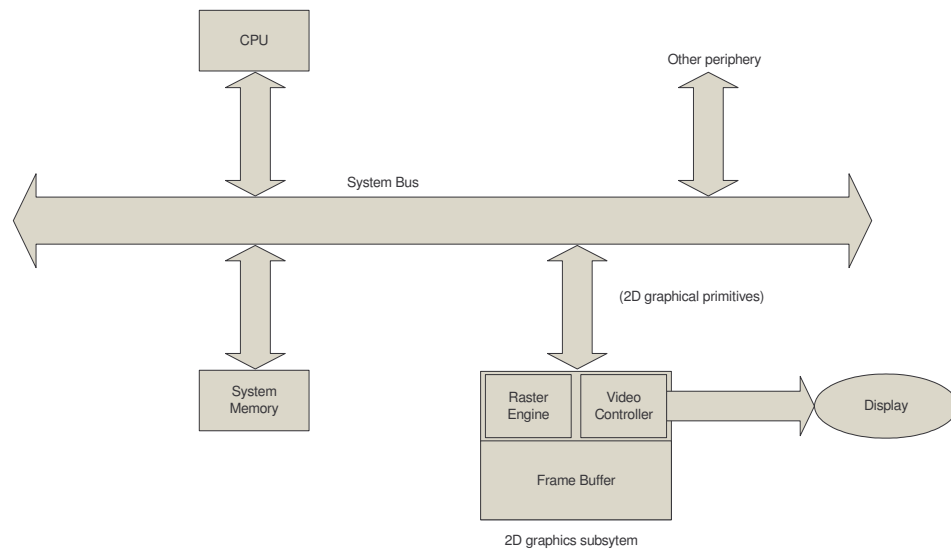 CPU
Other periphery
System Bus
(2D graphical primitives)
System
Memory
Raster
Engine
Video
Controller
Display
Frame Buffer
2D graphics subsytem